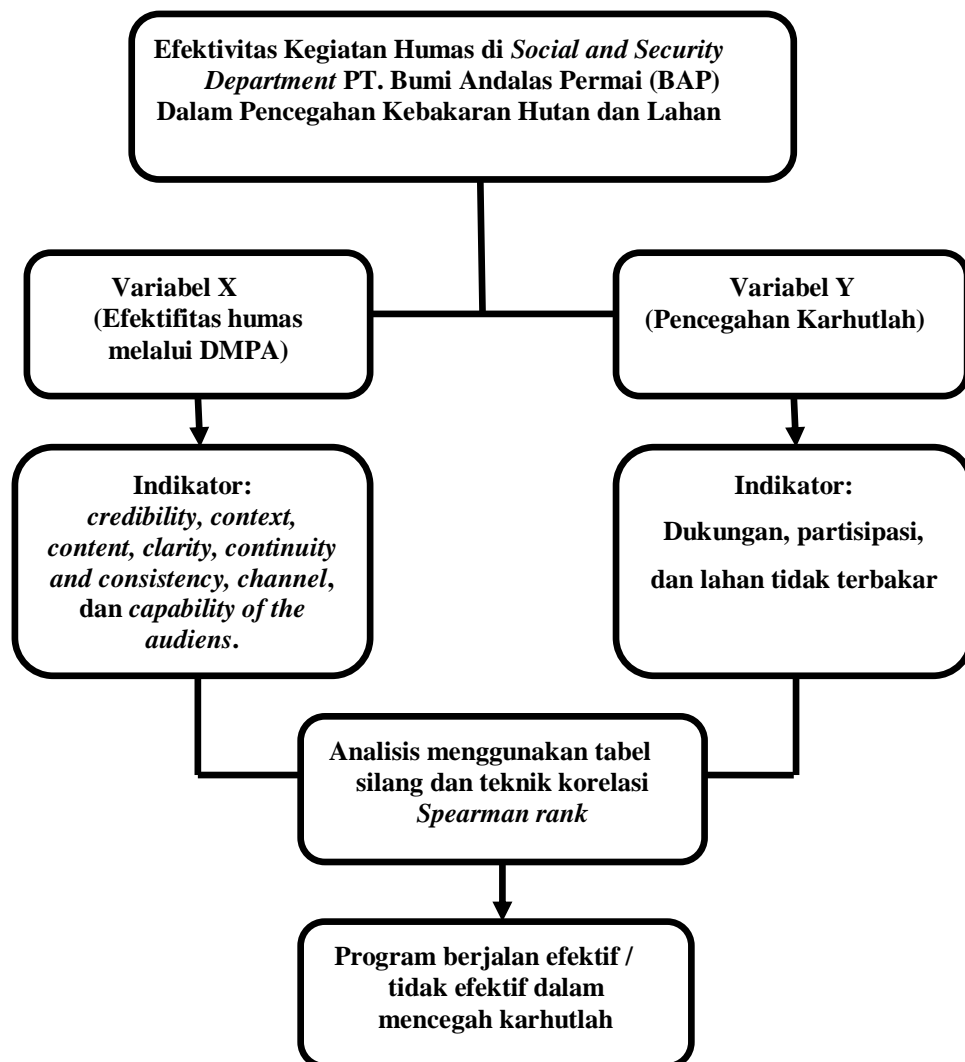 Efektivitas Kegiatan Humas di Social and Security
Department PT. Bumi Andalas Permai (BAP)
Dalam Pencegahan Kebakaran Hutan dan Lahan
Variabel X
(Efektifitas humas
melalui DMPA)
Variabel Y
(Pencegahan Karhutlah)
Indikator:
credibility, context,
content, clarity, continuity
and consistency, channel,
dan capability of the
audiens.
Indikator:
Dukungan, partisipasi,
dan lahan tidak terbakar
Analisis menggunakan tabel
silang dan teknik korelasi
Spearman rank
Program berjalan efektif /
tidak efektif dalam
mencegah karhutlah